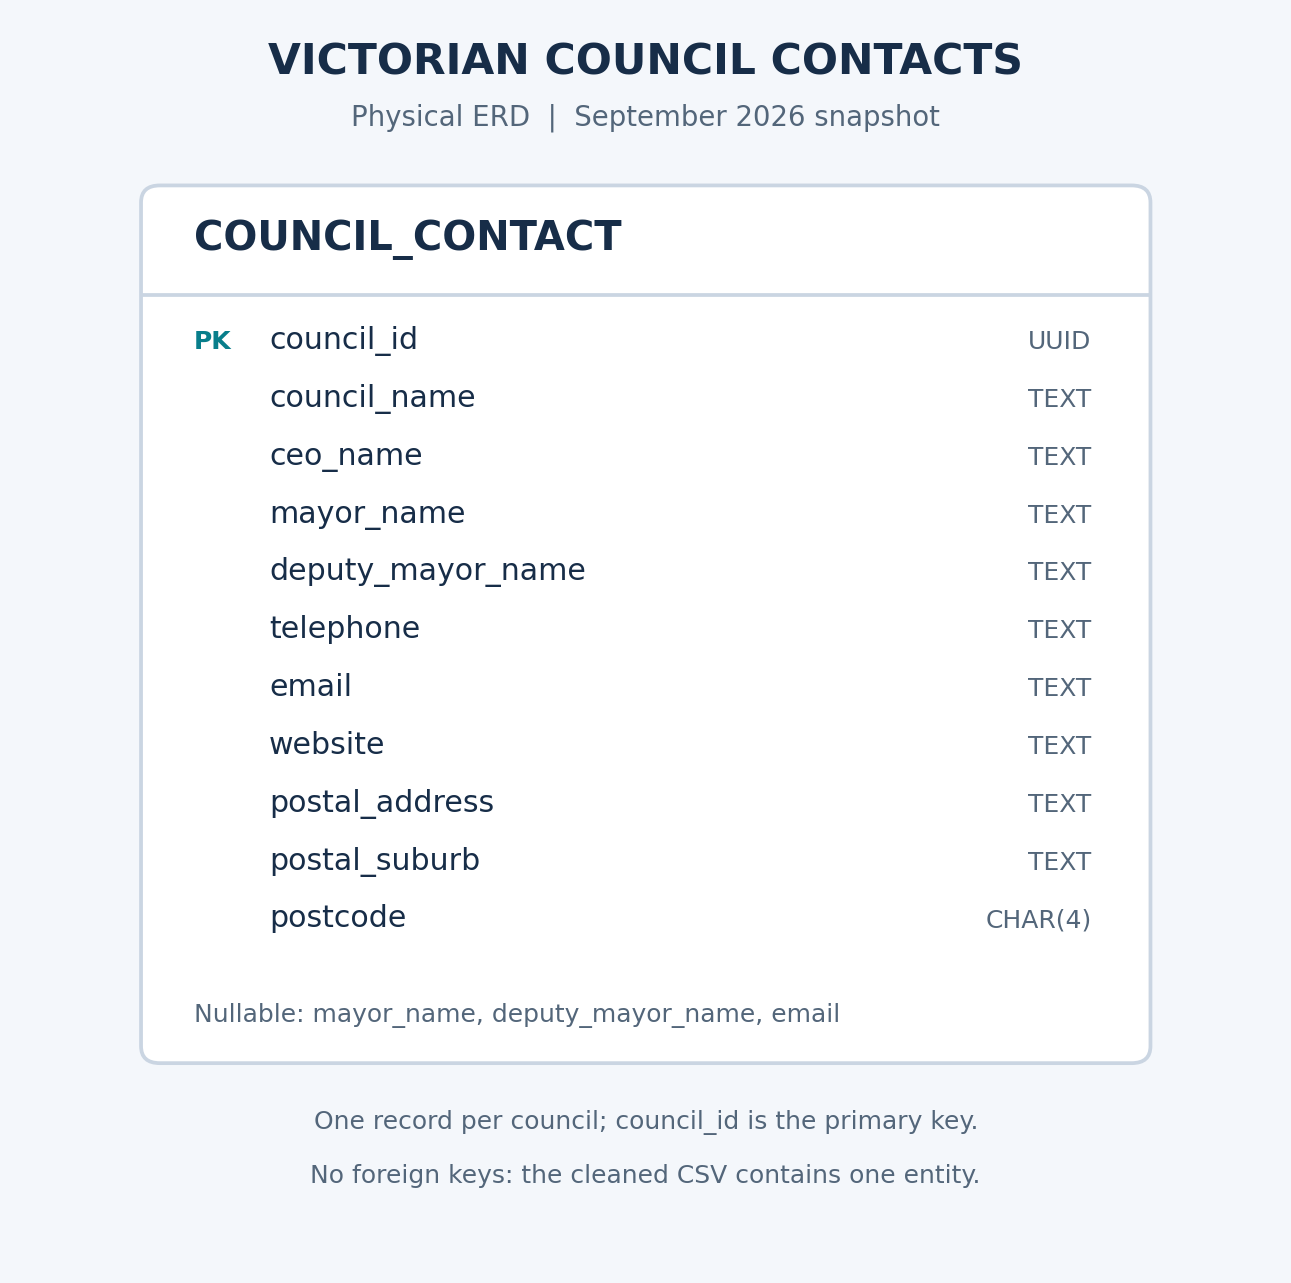 VICTORIAN COUNCIL CONTACTS
Physical ERD | September 2026 snapshot
COUNCIL_CONTACT
PK council_id UUID
council_name TEXT
ceo_name TEXT
mayor_name TEXT
deputy_mayor_name TEXT
telephone TEXT
email TEXT
website TEXT
postal_address TEXT
postal_suburb TEXT
postcode CHAR(4)
Nullable: mayor_name, deputy_mayor_name, email
One record per council; council_id is the primary key.
No foreign keys: the cleaned CSV contains one entity.